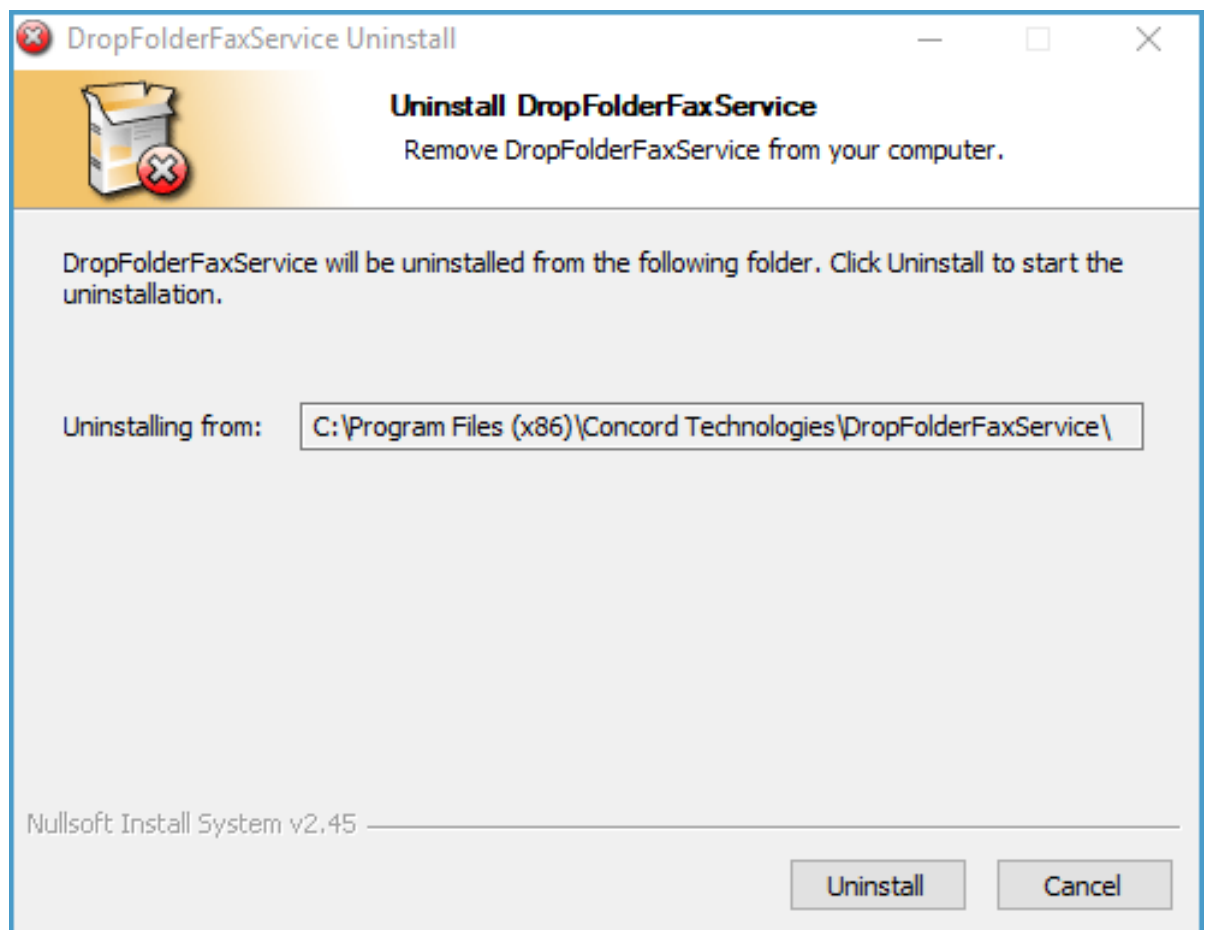 DropFolderFaxService Uninstall
Uninstall DropFolderFaxService
Remove DropFolderFaxService from your computer.
DropFolderFaxService will be uninstalled from the following folder. Click Uninstall to start the
uninstallation.
Uninstalling from: C:\Program Files (x86)\Concord Technologies\DropFolderFaxService\
Nullsoft Install System v2.45
Uninstall Cancel